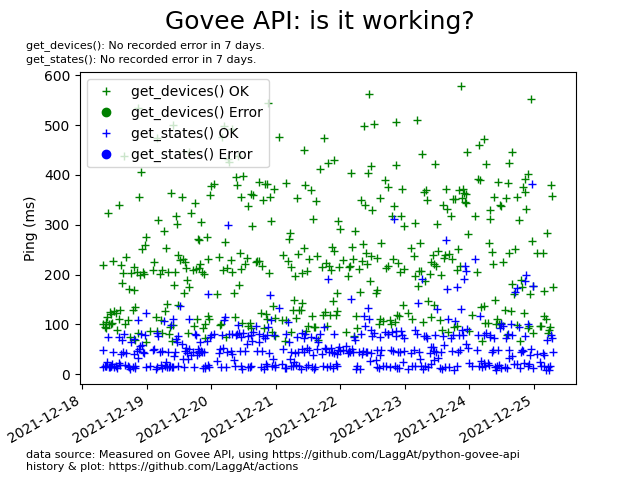 Govee API: is it working?
get_devices(): No recorded error in 7 days.
get_states(): No recorded error in 7 days.
600
500
400
300
200
100
0
Ping (ms)
get_devices() OK
get_devices() Error
get_states() OK
get_states() Error
2021-12-18
2021-12-19
2021-12-20
2021-12-21
2021-12-22
2021-12-23
2021-12-24
2021-12-25
data source: Measured on Govee API, using https://github.com/LaggAt/python-govee-api
history & plot: https://github.com/LaggAt/actions